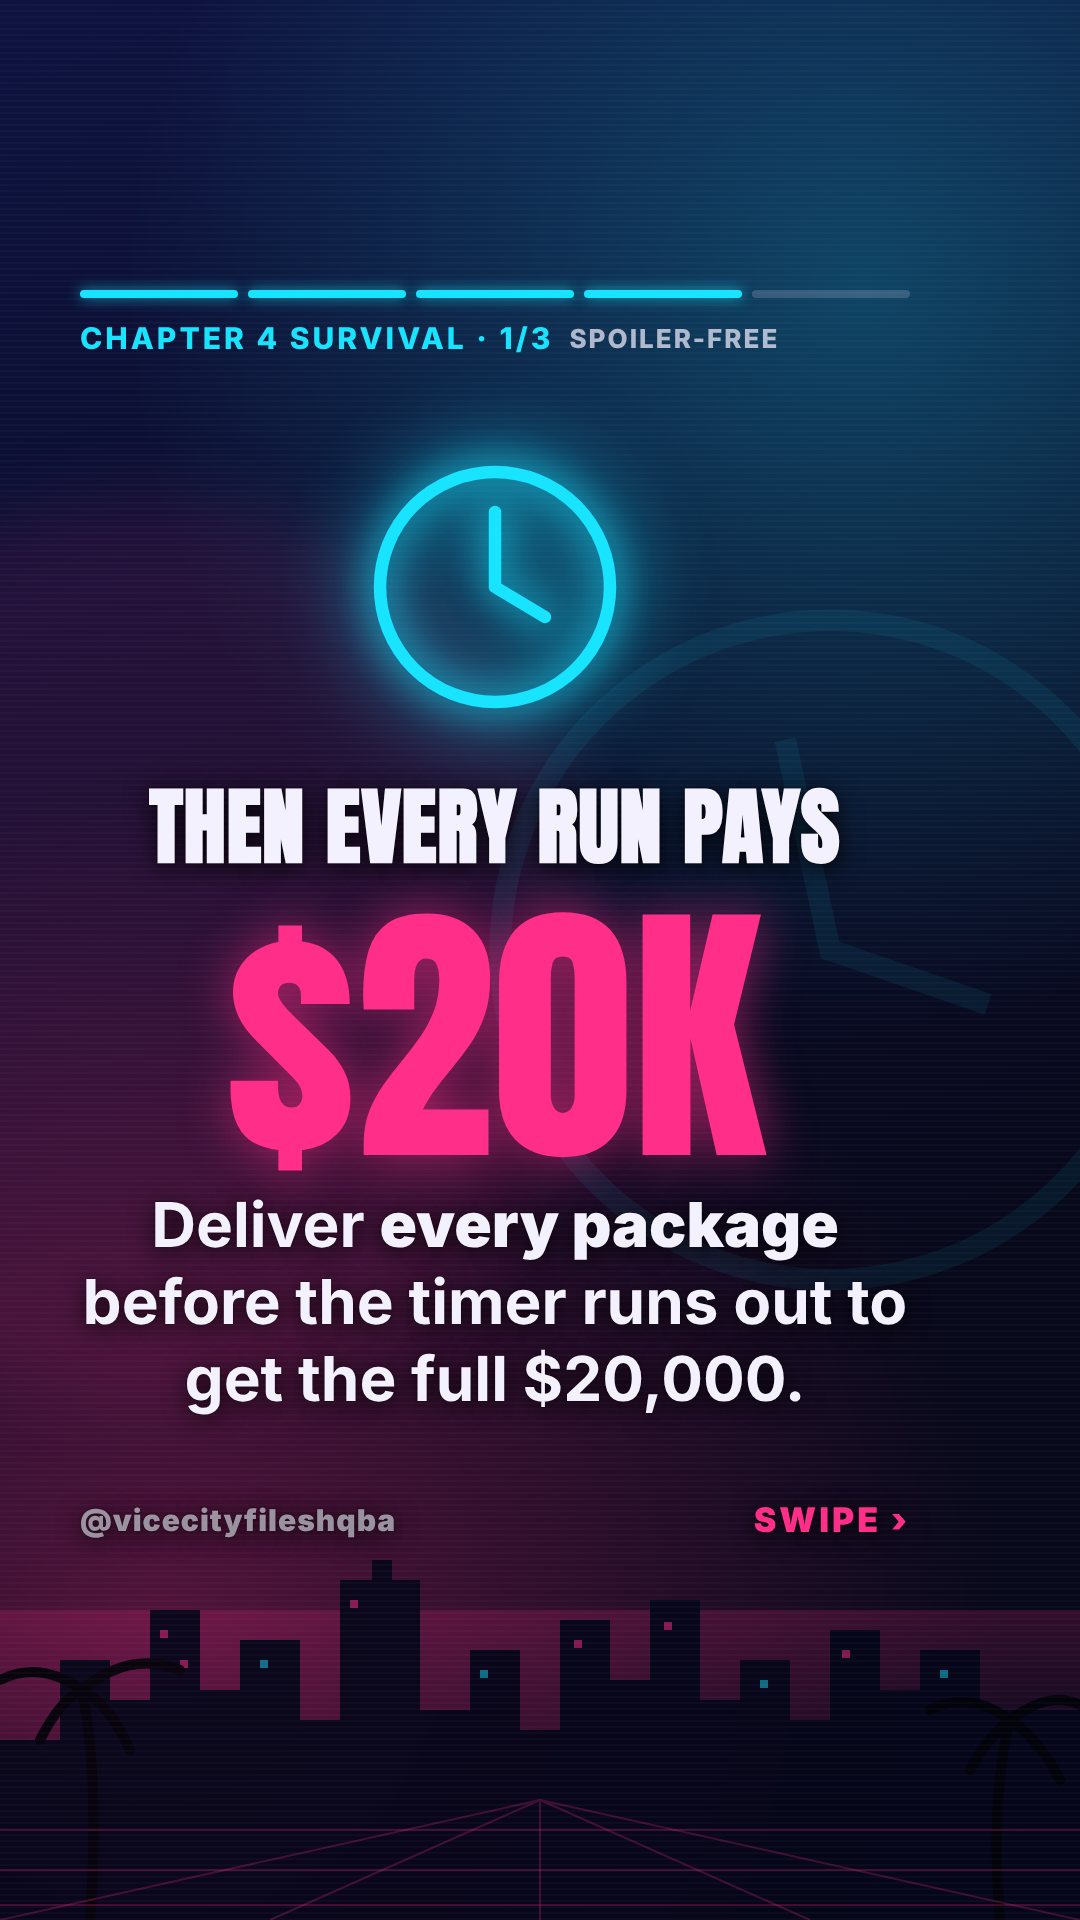 CHAPTER 4 SURVIVAL · 1/3 SPOILER-FREE
THEN EVERY RUN PAYS
$20K
Deliver every package
before the timer runs out to
get the full $20,000.
@vicecityfileshqba
SWIPE ›